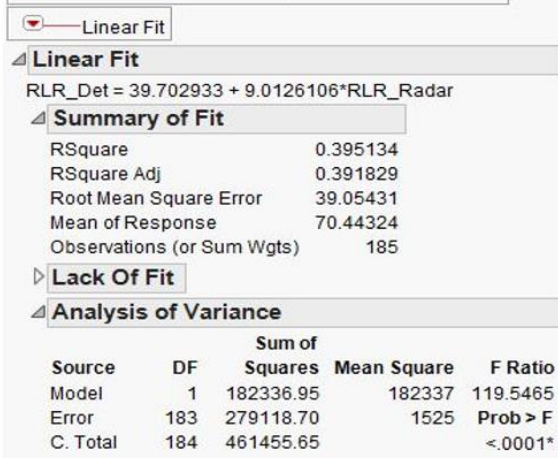 Linear Fit
Linear Fit
RLR_Det = 39.702933 + 9.0126106*RLR_Radar
Summary of Fit
RSquare 0.395134
RSquare Adj 0.391829
Root Mean Square Error 39.05431
Mean of Response 70.44324
Observations (or Sum Wgts) 185
Lack Of Fit
Analysis of Variance
Sum of
Source DF Squares Mean Square F Ratio
Model 1 182336.95 182337 119.5465
Error 183 279118.70 1525 Prob > F
C. Total 184 461455.65 <.0001*